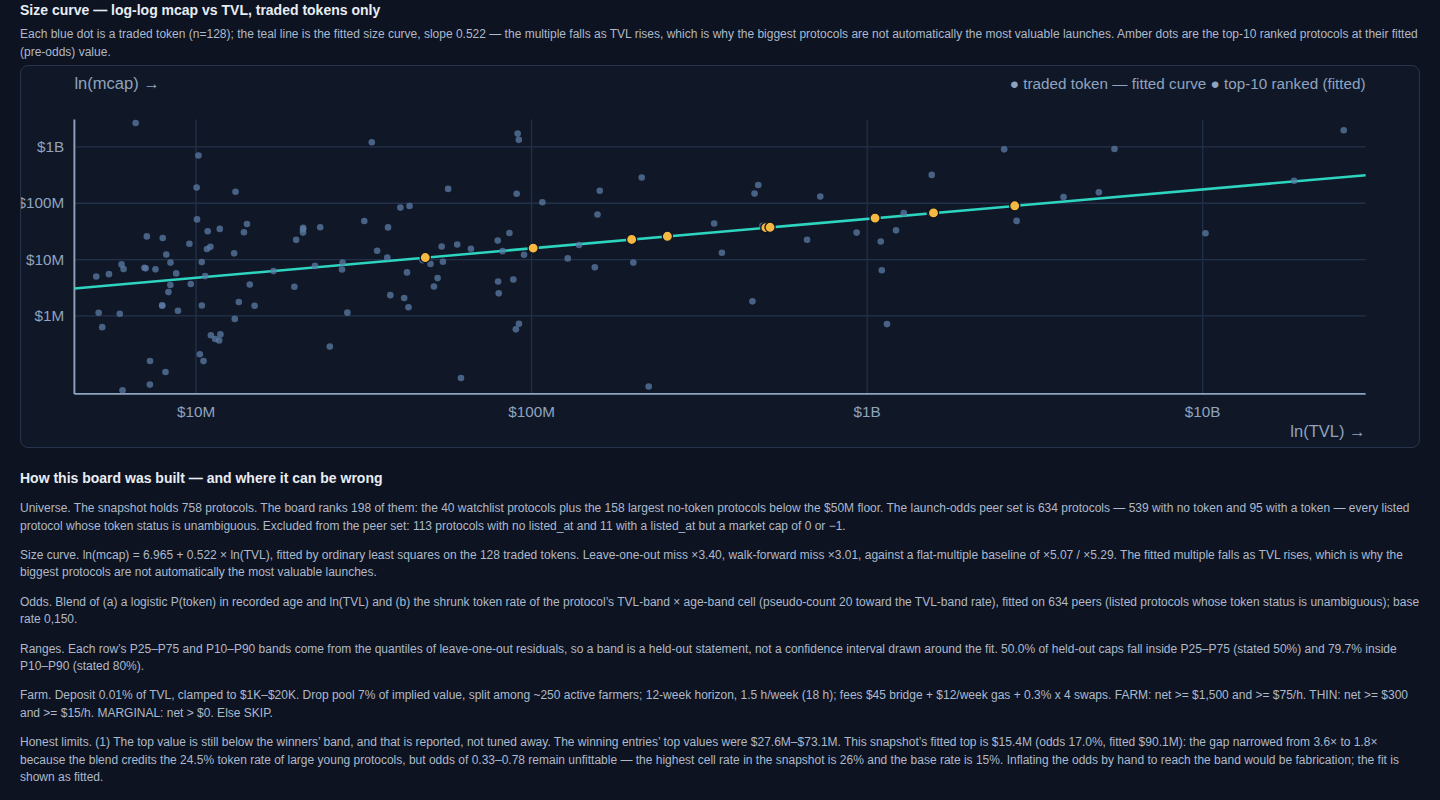 Size curve — log-log mcap vs TVL, traded tokens only
Each blue dot is a traded token (n=128); the teal line is the fitted size curve, slope 0.522 — the multiple falls as TVL rises, which is why the biggest protocols are not automatically the most valuable launches. Amber dots are the top-10 ranked protocols at their fitted
(pre-odds) value.
ln(mcap) →
● traded token — fitted curve ● top-10 ranked (fitted)
$1B
$100M
$10M
$1M
$10M $100M $1B $10B
ln(TVL) →
How this board was built — and where it can be wrong
Universe. The snapshot holds 758 protocols. The board ranks 198 of them: the 40 watchlist protocols plus the 158 largest no-token protocols below the $50M floor. The launch-odds peer set is 634 protocols — 539 with no token and 95 with a token — every listed
protocol whose token status is unambiguous. Excluded from the peer set: 113 protocols with no listed_at and 11 with a listed_at but a market cap of 0 or −1.
Size curve. ln(mcap) = 6.965 + 0.522 × ln(TVL), fitted by ordinary least squares on the 128 traded tokens. Leave-one-out miss ×3.40, walk-forward miss ×3.01, against a flat-multiple baseline of ×5.07 / ×5.29. The fitted multiple falls as TVL rises, which is why the
biggest protocols are not automatically the most valuable launches.
Odds. Blend of (a) a logistic P(token) in recorded age and ln(TVL) and (b) the shrunk token rate of the protocol’s TVL-band × age-band cell (pseudo-count 20 toward the TVL-band rate), fitted on 634 peers (listed protocols whose token status is unambiguous); base
rate 0,150.
Ranges. Each row’s P25–P75 and P10–P90 bands come from the quantiles of leave-one-out residuals, so a band is a held-out statement, not a confidence interval drawn around the fit. 50.0% of held-out caps fall inside P25–P75 (stated 50%) and 79.7% inside
P10–P90 (stated 80%).
Farm. Deposit 0.01% of TVL, clamped to $1K–$20K. Drop pool 7% of implied value, split among ~250 active farmers; 12-week horizon, 1.5 h/week (18 h); fees $45 bridge + $12/week gas + 0.3% x 4 swaps. FARM: net >= $1,500 and >= $75/h. THIN: net >= $300
and >= $15/h. MARGINAL: net > $0. Else SKIP.
Honest limits. (1) The top value is still below the winners’ band, and that is reported, not tuned away. The winning entries’ top values were $27.6M–$73.1M. This snapshot’s fitted top is $15.4M (odds 17.0%, fitted $90.1M): the gap narrowed from 3.6× to 1.8×
because the blend credits the 24.5% token rate of large young protocols, but odds of 0.33–0.78 remain unfittable — the highest cell rate in the snapshot is 26% and the base rate is 15%. Inflating the odds by hand to reach the band would be fabrication; the fit is
shown as fitted.